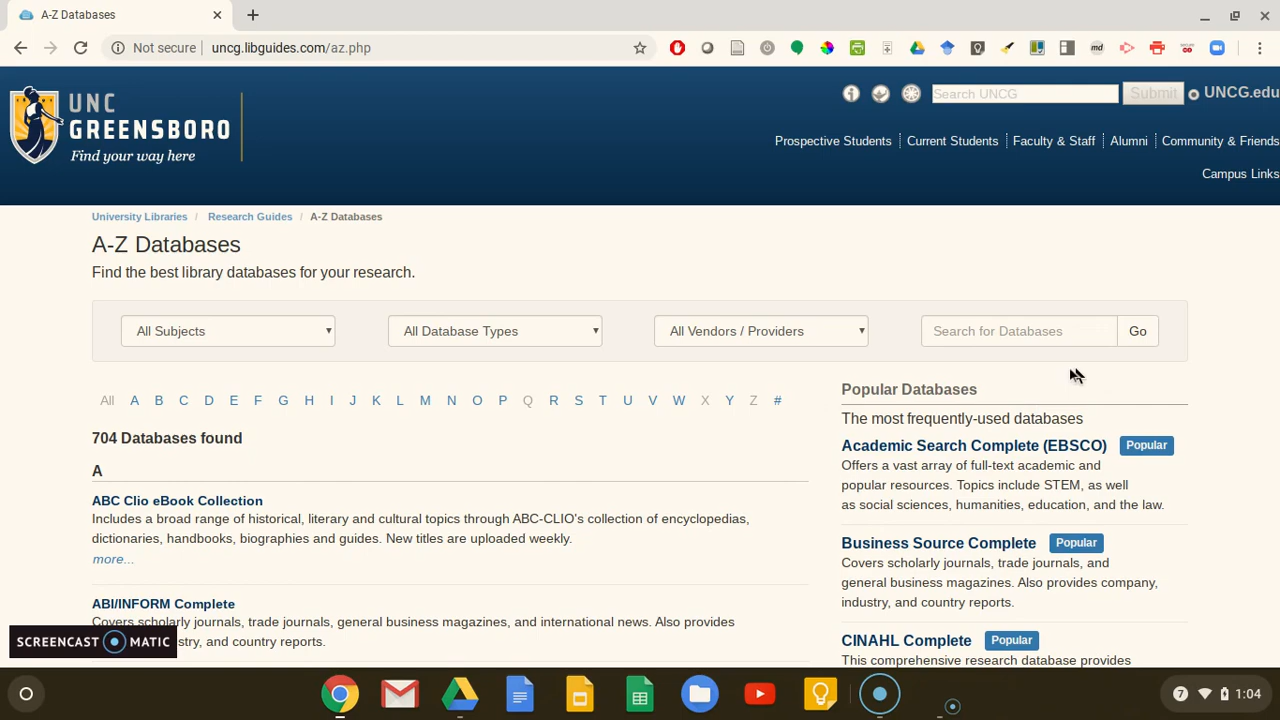 A-Z Databases
Not secure
uncg.libguides.com/az.php
md
UNC
GREENSBORO
Find your way here
Search UNCG
Submit
UNCG.edu
Prospective Students
Current Students
Faculty & Staff
Alumni
Community & Friends
Campus Links
University Libraries / Research Guides / A-Z Databases
A-Z Databases
Find the best library databases for your research.
All Subjects
All Database Types
All Vendors / Providers
Search for Databases
Go
All A B C D E F G H I J K L M N O P Q R S T U V W X Y Z #
704 Databases found
A
ABC Clio eBook Collection
Includes a broad range of historical, literary and cultural topics through ABC-CLIO's collection of encyclopedias,
dictionaries, handbooks, biographies and guides. New titles are uploaded weekly.
more...
ABI/INFORM Complete
Covers scholarly journals, trade journals, general business magazines, and international news. Also provides
and country reports.
Popular Databases
The most frequently-used databases
Academic Search Complete (EBSCO) Popular
Offers a vast array of full-text academic and
popular resources. Topics include STEM, as well
as social sciences, humanities, education, and the law.
Business Source Complete Popular
Covers scholarly journals, trade journals, and
general business magazines. Also provides company,
industry, and country reports.
CINAHL Complete Popular
This comprehensive research database provides
SCREENCAST MATIC
7
1:04